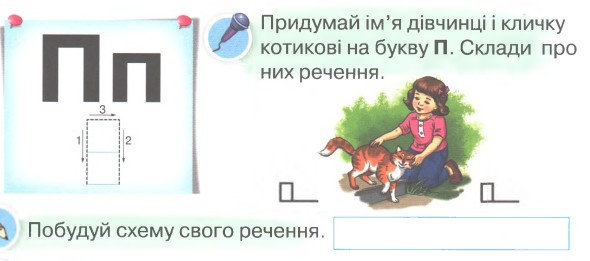 Пп
3
1 2
Придумай ім’я дівчинці і кличку
котикові на букву П. Склади про
них речення.
Побудуй схему свого речення.